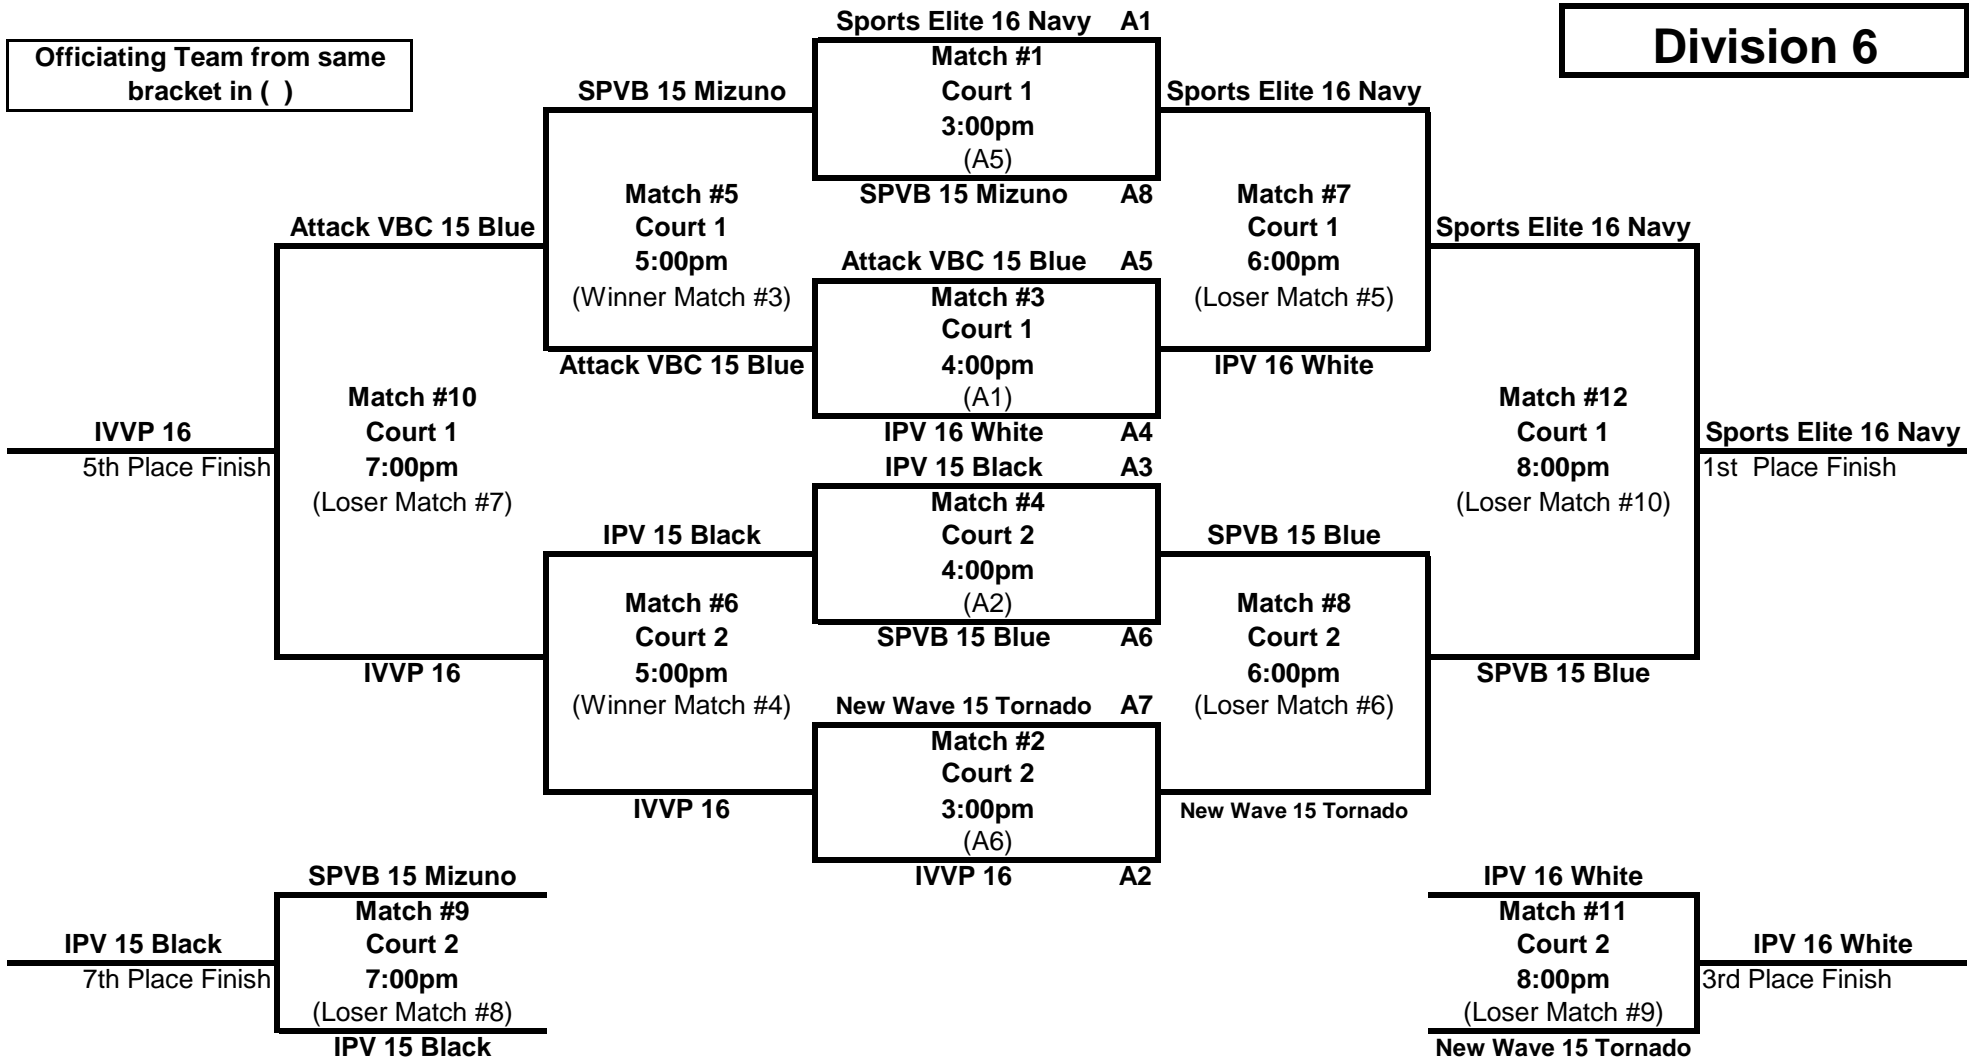 Sports Elite 16 Navy A1
Division 6
Officiating Team from same
bracket in ( )
Match #1
Court 1
3:00pm
(A5)
SPVB 15 Mizuno A8
SPVB 15 Mizuno
Sports Elite 16 Navy
Match #5
Court 1
5:00pm
(Winner Match #3)
Match #7
Court 1
6:00pm
(Loser Match #5)
Attack VBC 15 Blue
Sports Elite 16 Navy
Attack VBC 15 Blue A5
Match #3
Court 1
4:00pm
(A1)
IPV 16 White A4
Attack VBC 15 Blue
IPV 16 White
Match #10
Court 1
7:00pm
(Loser Match #7)
Match #12
Court 1
8:00pm
(Loser Match #10)
IVVP 16
5th Place Finish
Sports Elite 16 Navy
1st Place Finish
IPV 15 Black A3
Match #4
Court 2
4:00pm
(A2)
SPVB 15 Blue A6
IPV 15 Black
SPVB 15 Blue
Match #6
Court 2
5:00pm
(Winner Match #4)
Match #8
Court 2
6:00pm
(Loser Match #6)
IVVP 16
SPVB 15 Blue
New Wave 15 Tornado A7
Match #2
Court 2
3:00pm
(A6)
IVVP 16 A2
IVVP 16
New Wave 15 Tornado
SPVB 15 Mizuno
Match #9
Court 2
7:00pm
(Loser Match #8)
IPV 15 Black
IPV 15 Black
7th Place Finish
IPV 16 White
Match #11
Court 2
8:00pm
(Loser Match #9)
New Wave 15 Tornado
IPV 16 White
3rd Place Finish